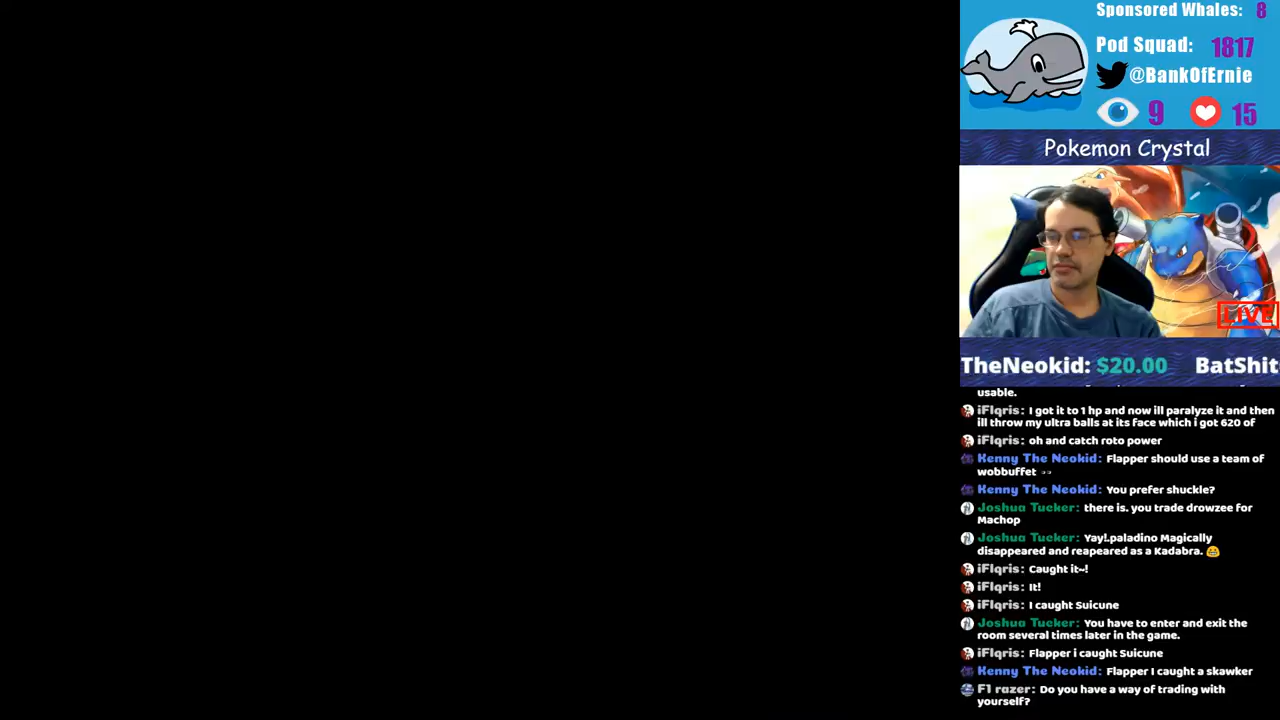 Sponsored Whales: 8
Pod Squad: 1817
@BankOfErnie
9 15
Pokemon Crystal
LIVE
TheNeokid: $20.00 BatShit
usable.
iFlqris: I got it to 1 hp and now ill paralyze it and then
ill throw my ultra balls at its face which i got 620 of
iFlqris: oh and catch roto power
Kenny The Neokid: Flapper should use a team of
wobbuffet
Kenny The Neokid: You prefer shuckle?
Joshua Tucker: there is. you trade drowzee for
Machop
Joshua Tucker: Yay!.paladino Magically
disappeared and reapeared as a Kadabra. 😂
iFlqris: Caught it~!
iFlqris: It!
iFlqris: I caught Suicune
Joshua Tucker: You have to enter and exit the
room several times later in the game.
iFlqris: Flapper i caught Suicune
Kenny The Neokid: Flapper I caught a skawker
F1 razer: Do you have a way of trading with
yourself?